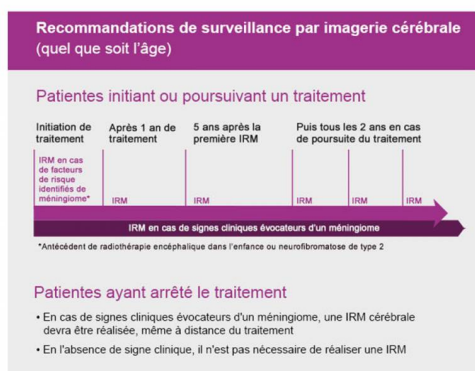 Recommandations de surveillance par imagerie cérébrale
(quel que soit l'âge)
Patientes initiant ou poursuivant un traitement
Initiation de
traitement
Après 1 an de
traitement
5 ans après la
première IRM
Puis tous les 2 ans en cas
de poursuite du traitement
IRM en cas
de facteurs
de risque
identifiés de
méningiome*
IRM
IRM
IRM
IRM
IRM
IRM en cas de signes cliniques évocateurs d'un méningiome
*Antécédent de radiothérapie encéphalique dans l'enfance ou neurofibromatose de type 2
Patientes ayant arrêté le traitement
• En cas de signes cliniques évocateurs d'un méningiome, une IRM cérébrale
devra être réalisée, même à distance du traitement
• En l'absence de signe clinique, il n'est pas nécessaire de réaliser une IRM